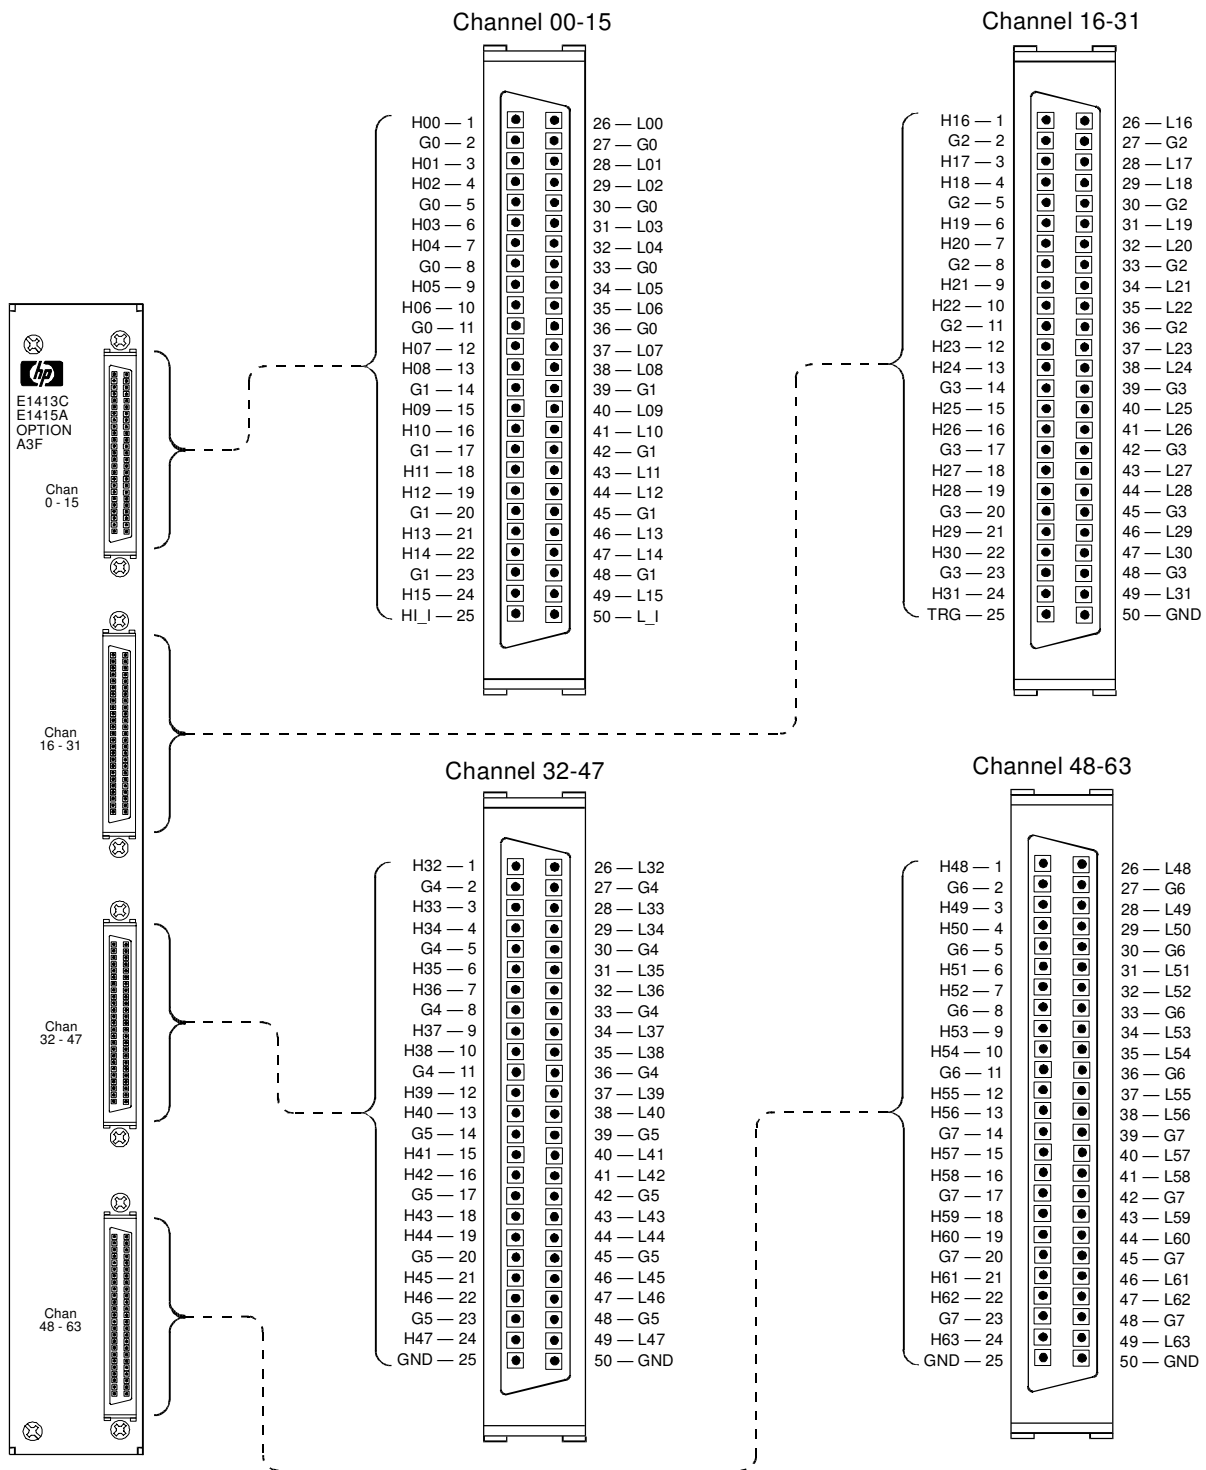 Channel 00-15
H00 — 1
G0 — 2
H01 — 3
H02 — 4
G0 — 5
H03 — 6
H04 — 7
G0 — 8
H05 — 9
H06 — 10
G0 — 11
H07 — 12
H08 — 13
G1 — 14
H09 — 15
H10 — 16
G1 — 17
H11 — 18
H12 — 19
G1 — 20
H13 — 21
H14 — 22
G1 — 23
H15 — 24
HI_I — 25
26 — L00
27 — G0
28 — L01
29 — L02
30 — G0
31 — L03
32 — L04
33 — G0
34 — L05
35 — L06
36 — G0
37 — L07
38 — L08
39 — G1
40 — L09
41 — L10
42 — G1
43 — L11
44 — L12
45 — G1
46 — L13
47 — L14
48 — G1
49 — L15
50 — L_I
Channel 16-31
H16 — 1
G2 — 2
H17 — 3
H18 — 4
G2 — 5
H19 — 6
H20 — 7
G2 — 8
H21 — 9
H22 — 10
G2 — 11
H23 — 12
H24 — 13
G3 — 14
H25 — 15
H26 — 16
G3 — 17
H27 — 18
H28 — 19
G3 — 20
H29 — 21
H30 — 22
G3 — 23
H31 — 24
TRG — 25
26 — L16
27 — G2
28 — L17
29 — L18
30 — G2
31 — L19
32 — L20
33 — G2
34 — L21
35 — L22
36 — G2
37 — L23
38 — L24
39 — G3
40 — L25
41 — L26
42 — G3
43 — L27
44 — L28
45 — G3
46 — L29
47 — L30
48 — G3
49 — L31
50 — GND
hp
E1413C
E1415A
OPTION
A3F
Chan
0 - 15
Chan
16 - 31
Chan
32 - 47
Chan
48 - 63
Channel 32-47
H32 — 1
G4 — 2
H33 — 3
H34 — 4
G4 — 5
H35 — 6
H36 — 7
G4 — 8
H37 — 9
H38 — 10
G4 — 11
H39 — 12
H40 — 13
G5 — 14
H41 — 15
H42 — 16
G5 — 17
H43 — 18
H44 — 19
G5 — 20
H45 — 21
H46 — 22
G5 — 23
H47 — 24
GND — 25
26 — L32
27 — G4
28 — L33
29 — L34
30 — G4
31 — L35
32 — L36
33 — G4
34 — L37
35 — L38
36 — G4
37 — L39
38 — L40
39 — G5
40 — L41
41 — L42
42 — G5
43 — L43
44 — L44
45 — G5
46 — L45
47 — L46
48 — G5
49 — L47
50 — GND
Channel 48-63
H48 — 1
G6 — 2
H49 — 3
H50 — 4
G6 — 5
H51 — 6
H52 — 7
G6 — 8
H53 — 9
H54 — 10
G6 — 11
H55 — 12
H56 — 13
G7 — 14
H57 — 15
H58 — 16
G7 — 17
H59 — 18
H60 — 19
G7 — 20
H61 — 21
H62 — 22
G7 — 23
H63 — 24
GND — 25
26 — L48
27 — G6
28 — L49
29 — L50
30 — G6
31 — L51
32 — L52
33 — G6
34 — L53
35 — L54
36 — G6
37 — L55
38 — L56
39 — G7
40 — L57
41 — L58
42 — G7
43 — L59
44 — L60
45 — G7
46 — L61
47 — L62
48 — G7
49 — L63
50 — GND